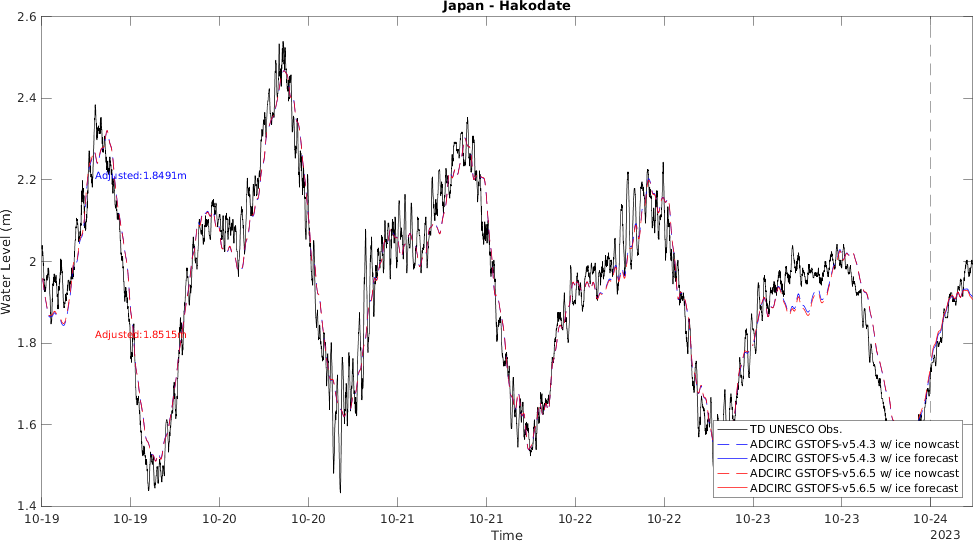 Japan - Hakodate
2.6
2.4
2.2
2
1.8
1.6
1.4
Water Level (m)
Adjusted:1.8491m
Adjusted:1.8515m
TD UNESCO Obs.
ADCIRC GSTOFS-v5.4.3 w/ ice nowcast
ADCIRC GSTOFS-v5.4.3 w/ ice forecast
ADCIRC GSTOFS-v5.6.5 w/ ice nowcast
ADCIRC GSTOFS-v5.6.5 w/ ice forecast
10-19 10-19 10-20 10-20 10-21 10-21 10-22 10-22 10-23 10-23 10-24
Time
2023